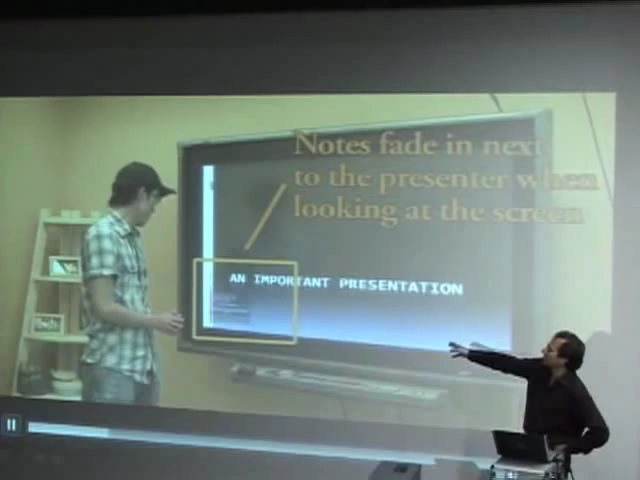 Notes fade in next
to the presenter when
looking at the screen
AN IMPORTANT PRESENTATION